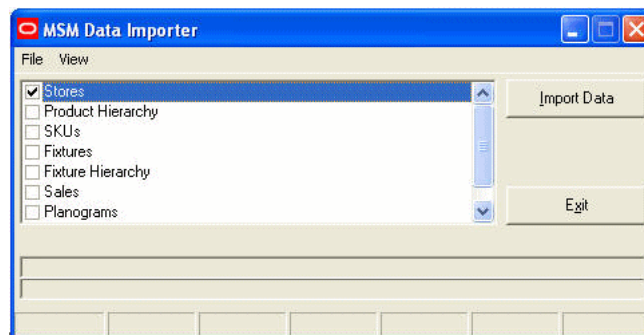 MSM Data Importer
File View
Stores
Product Hierarchy
SKUs
Fixtures
Fixture Hierarchy
Sales
Planograms
Import Data
Exit